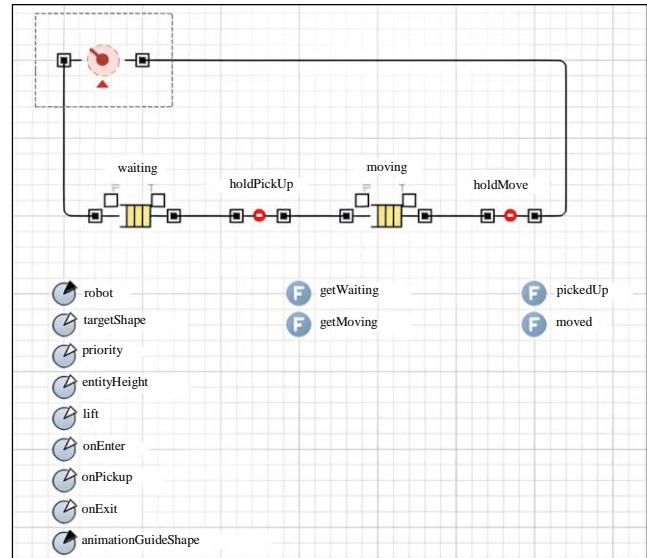 waiting
holdPickUp
moving
holdMove
robot
targetShape
priority
entityHeight
lift
onEnter
onPickup
onExit
animationGuideShape
F getWaiting
F getMoving
F pickedUp
F moved